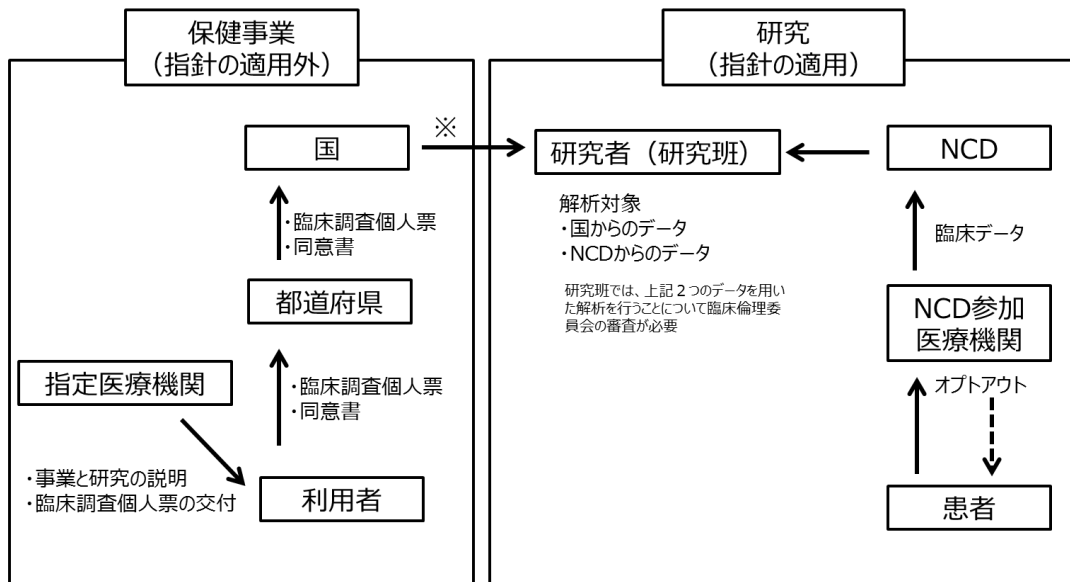 保健事業
（指針の適用外）
国
※
・臨床調査個人票
・同意書
都道府県
指定医療機関
・臨床調査個人票
・同意書
・事業と研究の説明
・臨床調査個人票の交付
利用者
研究
（指針の適用）
研究者（研究班）
NCD
解析対象
・国からのデータ
・NCDからのデータ
臨床データ
研究班では、上記２つのデータを用い
た解析を行うことについて臨床倫理委
員会の審査が必要
NCD参加
医療機関
オプトアウト
患者